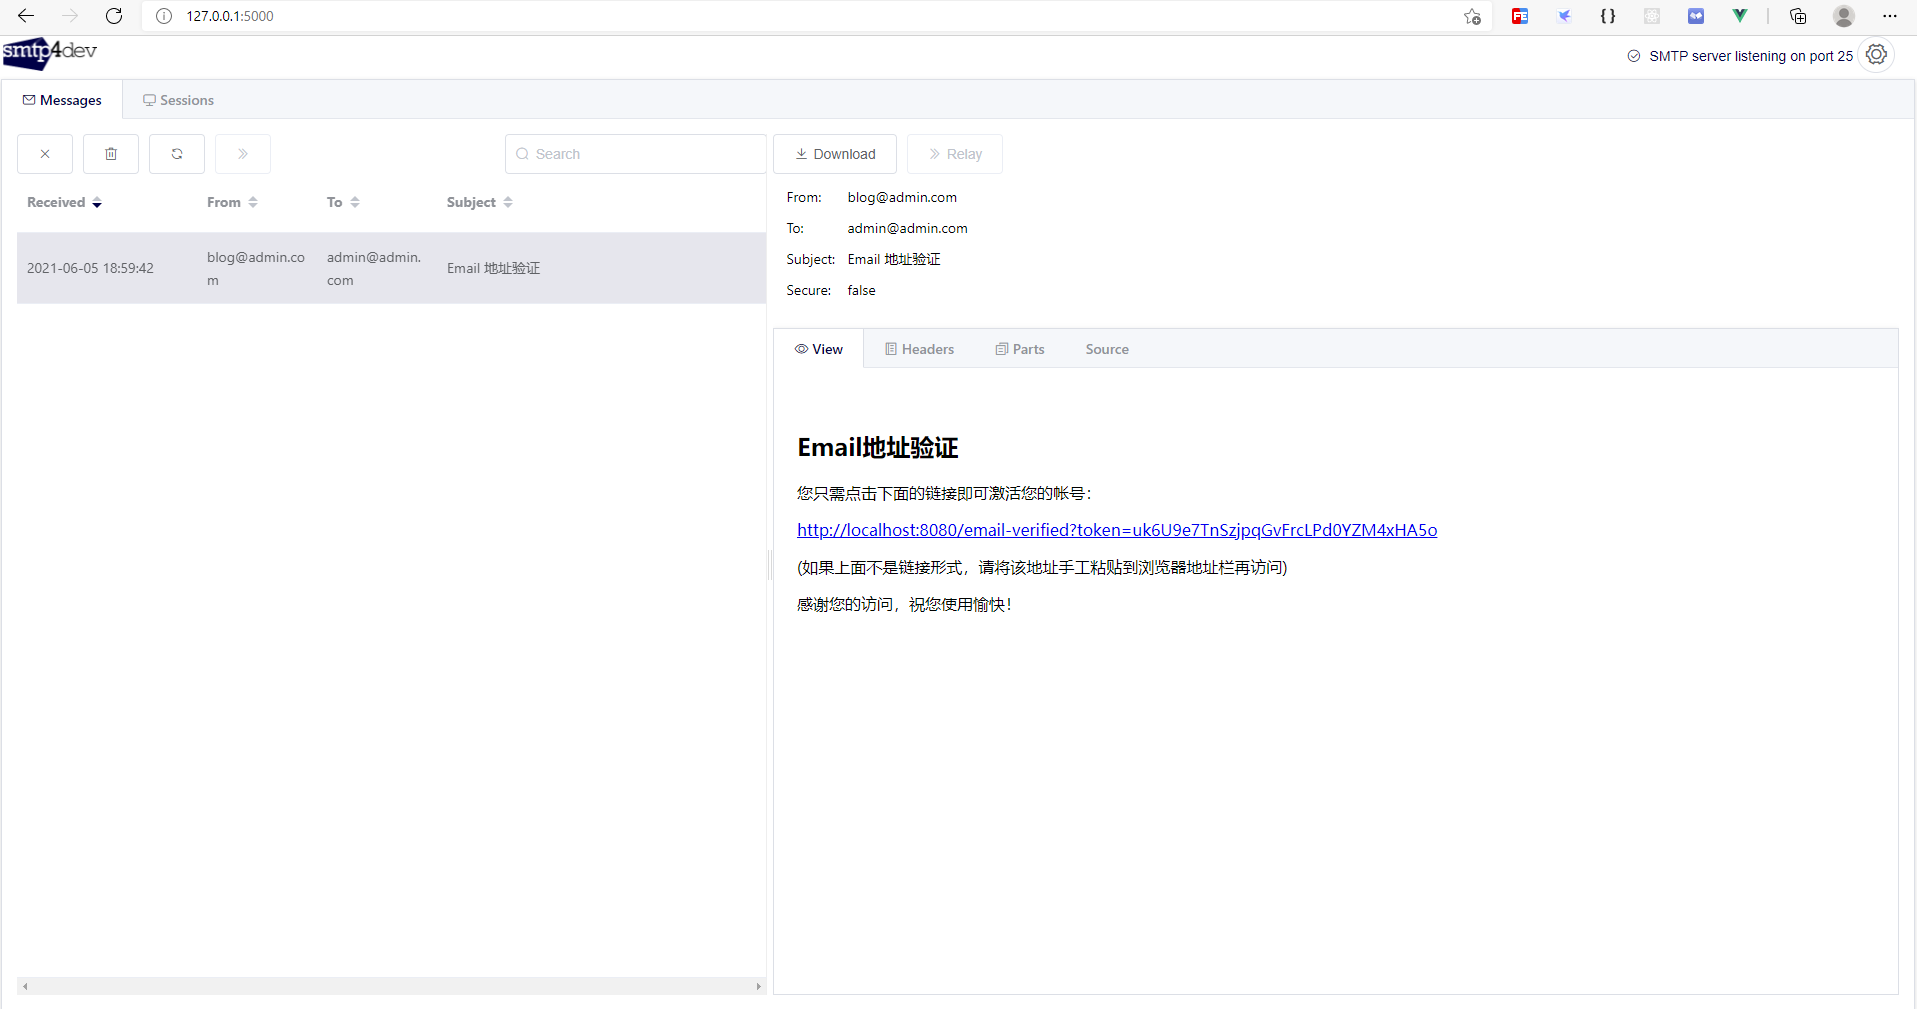 127.0.0.1:5000
smtp4dev
SMTP server listening on port 25
Messages
Sessions
Search
Download
Relay
Received
From
To
Subject
2021-06-05 18:59:42
blog@admin.co
m
admin@admin.
com
Email 地址验证
From: blog@admin.com
To: admin@admin.com
Subject: Email 地址验证
Secure: false
View
Headers
Parts
Source
Email地址验证
您只需点击下面的链接即可激活您的帐号：
http://localhost:8080/email-verified?token=uk6U9e7TnSzjpqGvFrcLPd0YZM4xHA5o
(如果上面不是链接形式，请将该地址手工粘贴到浏览器地址栏再访问)
感谢您的访问，祝您使用愉快！